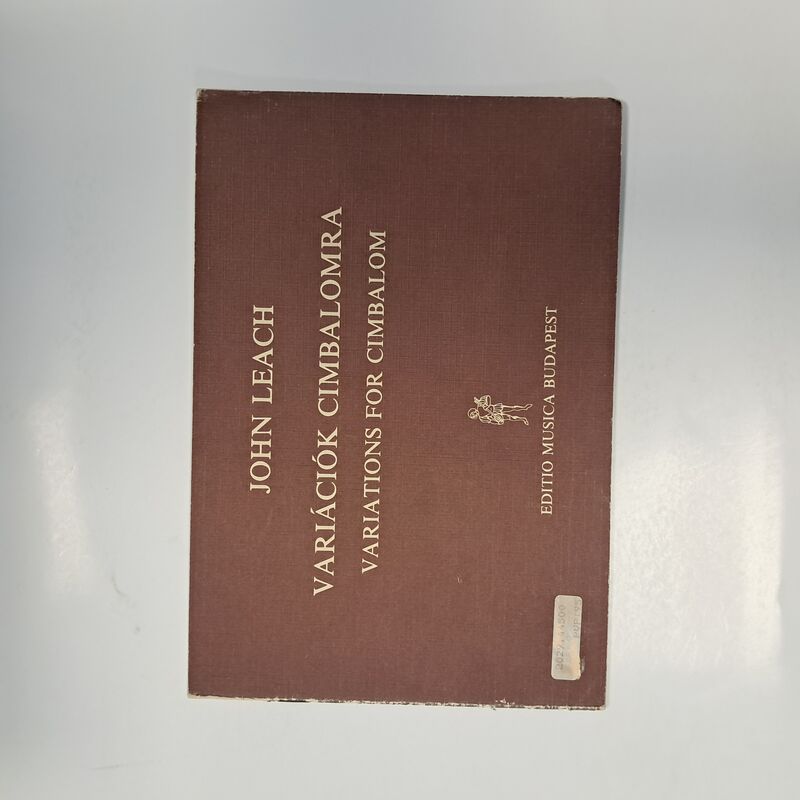 JOHN LEACH
VARIÁCIÓK CIMBALOMRA
VARIATIONS FOR CIMBALOM
EDITIO MUSICA BUDAPEST